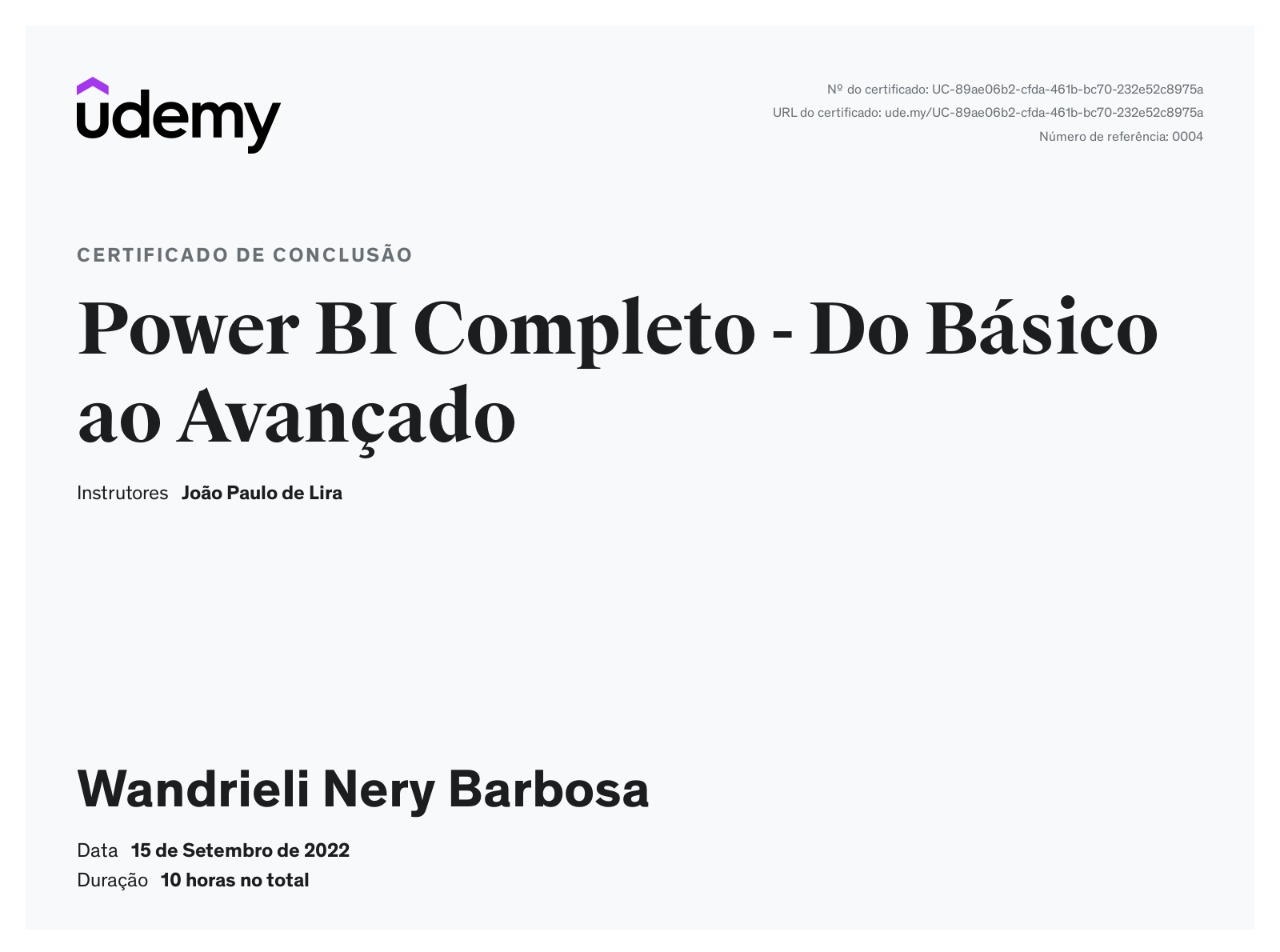 udemy
Nº do certificado: UC-89ae06b2-cfda-461b-bc70-232e52c8975a
URL do certificado: ude.my/UC-89ae06b2-cfda-461b-bc70-232e52c8975a
Número de referência: 0004
CERTIFICADO DE CONCLUSÃO
Power BI Completo - Do Básico
ao Avançado
Instrutores João Paulo de Lira
Wandrieli Nery Barbosa
Data 15 de Setembro de 2022
Duração 10 horas no total